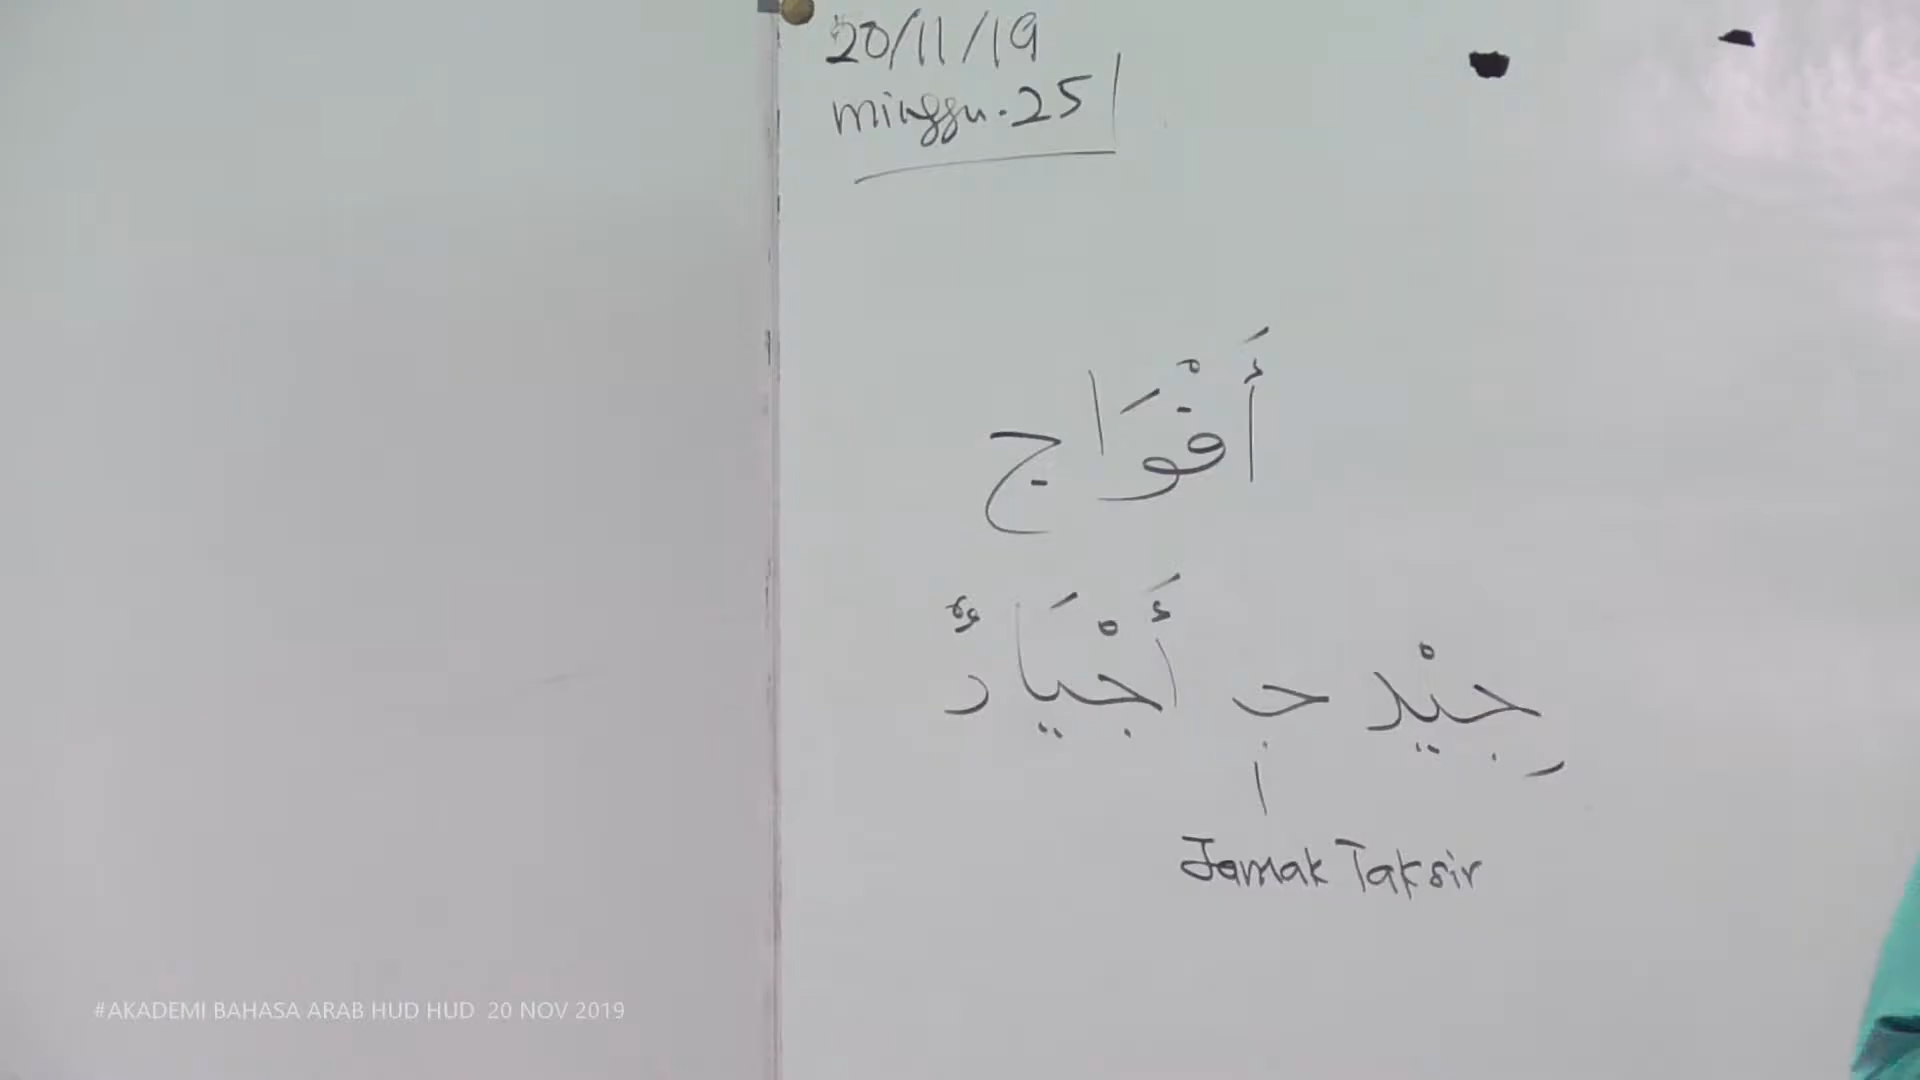 20/11/19
minggu.25
أَفْوَاج
جِيْد ج أَجْيَادٌ
Jamak Taksir
#AKADEMI BAHASA ARAB HUD HUD 20 NOV 2019